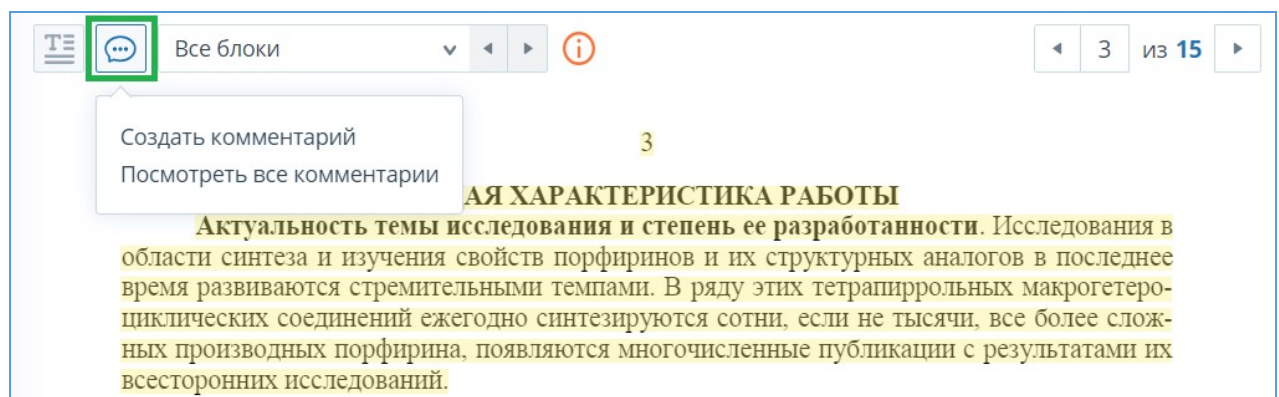 Все блоки
3 из 15
Создать комментарий
Посмотреть все комментарии
3
АЯ ХАРАКТЕРИСТИКА РАБОТЫ
Актуальность темы исследования и степень ее разработанности. Исследования в
области синтеза и изучения свойств порфиринов и их структурных аналогов в последнее
время развиваются стремительными темпами. В ряду этих тетрапиррольных макрогетеро-
циклических соединений ежегодно синтезируются сотни, если не тысячи, все более слож-
ных производных порфирина, появляются многочисленные публикации с результатами их
всесторонних исследований.